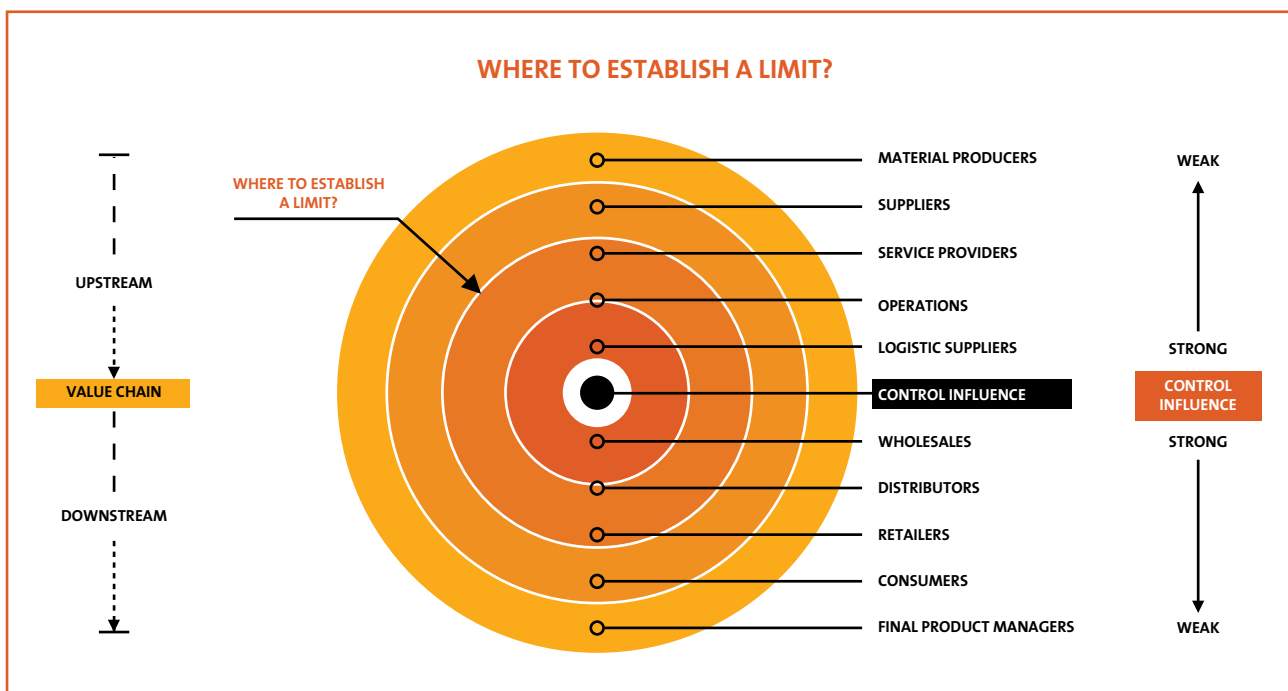 WHERE TO ESTABLISH A LIMIT?
WHERE TO ESTABLISH
A LIMIT?
UPSTREAM
VALUE CHAIN
DOWNSTREAM
MATERIAL PRODUCERS
SUPPLIERS
SERVICE PROVIDERS
OPERATIONS
LOGISTIC SUPPLIERS
CONTROL INFLUENCE
WHOLESALES
DISTRIBUTORS
RETAILERS
CONSUMERS
FINAL PRODUCT MANAGERS
WEAK
STRONG
CONTROL
INFLUENCE
STRONG
WEAK